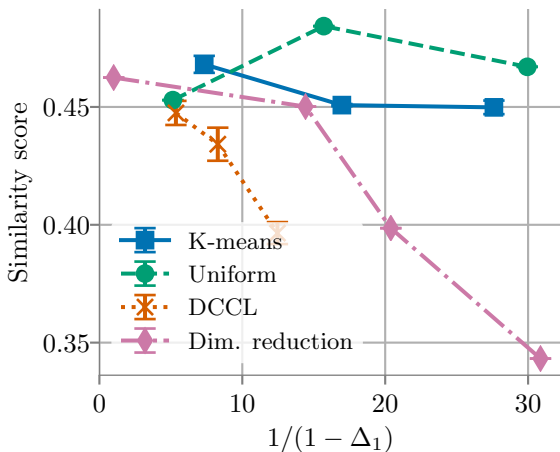 Similarity score
0.45
0.40
0.35
K-means
Uniform
DCCL
Dim. reduction
0
10
20
30
1/(1 − Δ₁)